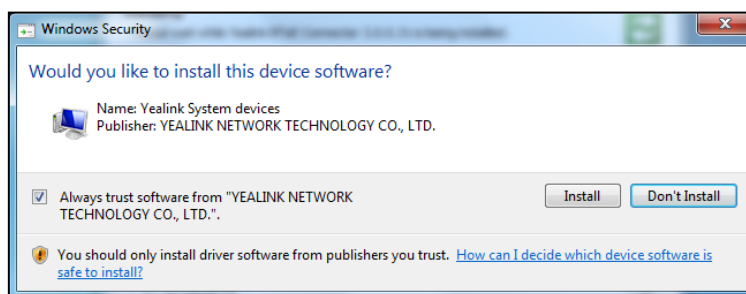 Windows Security
Would you like to install this device software?
Name: Yealink System devices
Publisher: YEALINK NETWORK TECHNOLOGY CO., LTD.
Always trust software from "YEALINK NETWORK
TECHNOLOGY CO., LTD.".
Install
Don't Install
You should only install driver software from publishers you trust. How can I decide which device software is
safe to install?